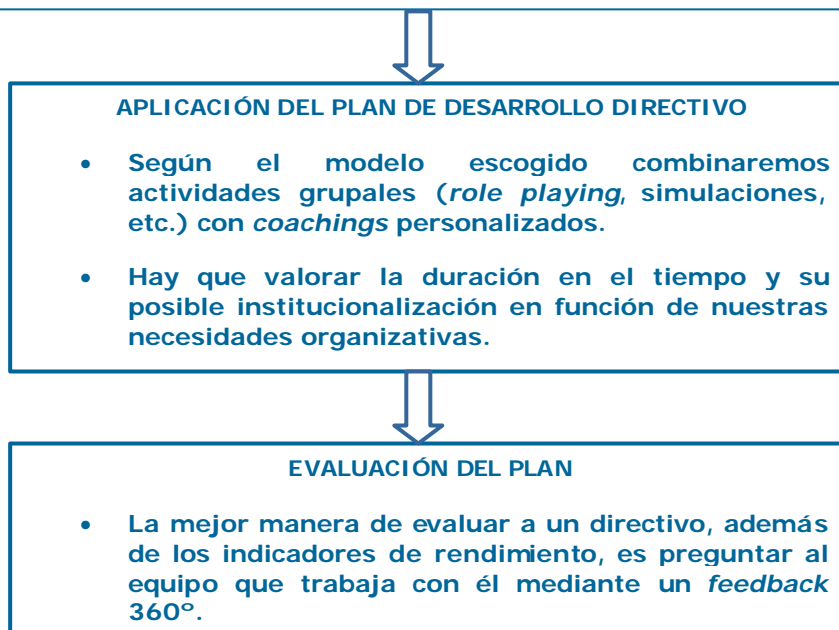 APLICACIÓN DEL PLAN DE DESARROLLO DIRECTIVO
• Según el modelo escogido combinaremos
actividades grupales (role playing, simulaciones,
etc.) con coachings personalizados.
• Hay que valorar la duración en el tiempo y su
posible institucionalización en función de nuestras
necesidades organizativas.
EVALUACIÓN DEL PLAN
• La mejor manera de evaluar a un directivo, además
de los indicadores de rendimiento, es preguntar al
equipo que trabaja con él mediante un feedback
360º.